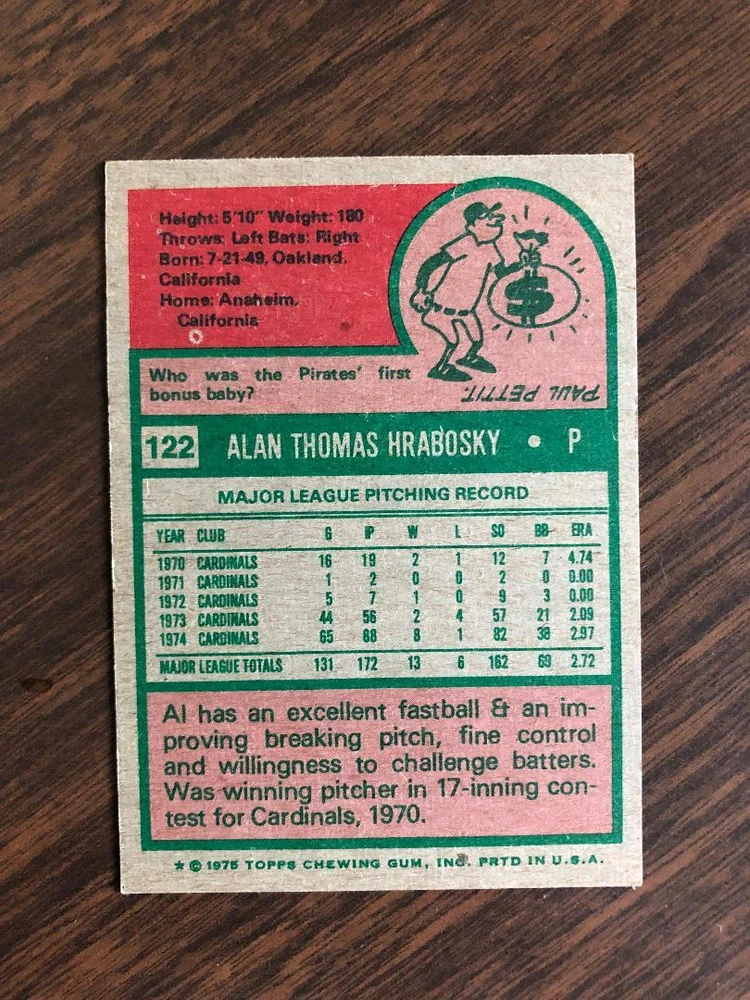 Height: 5'10" Weight: 180
Throws: Left Bats: Right
Born: 7-21-49, Oakland,
California
Home: Anaheim,
California
$
Who was the Pirates' first
bonus baby?
PAUL PETTIT.
122 ALAN THOMAS HRABOSKY • P
MAJOR LEAGUE PITCHING RECORD
YEAR CLUB G IP W L SO BB ERA
1970 CARDINALS 16 19 2 1 12 7 4.74
1971 CARDINALS 1 2 0 0 2 0 0.00
1972 CARDINALS 5 7 1 0 9 3 0.00
1973 CARDINALS 44 56 2 4 57 21 2.09
1974 CARDINALS 65 88 8 1 82 38 2.97
MAJOR LEAGUE TOTALS 131 172 13 6 162 69 2.72
Al has an excellent fastball & an im-
proving breaking pitch, fine control
and willingness to challenge batters.
Was winning pitcher in 17-inning con-
test for Cardinals, 1970.
* © 1975 TOPPS CHEWING GUM, INC. PRTD IN U.S.A.